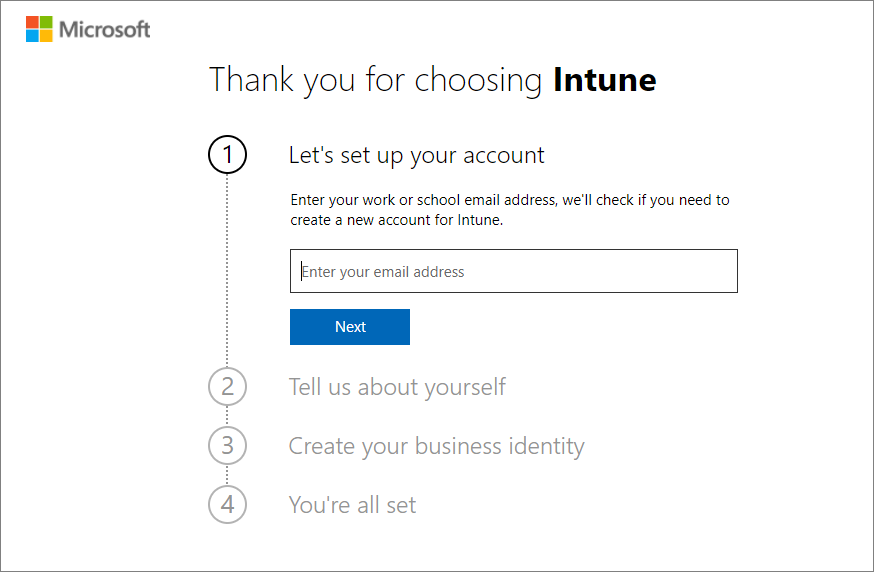 Microsoft
Thank you for choosing Intune
1
Let's set up your account
Enter your work or school email address, we'll check if you need to
create a new account for Intune.
Enter your email address
Next
2
Tell us about yourself
3
Create your business identity
4
You're all set